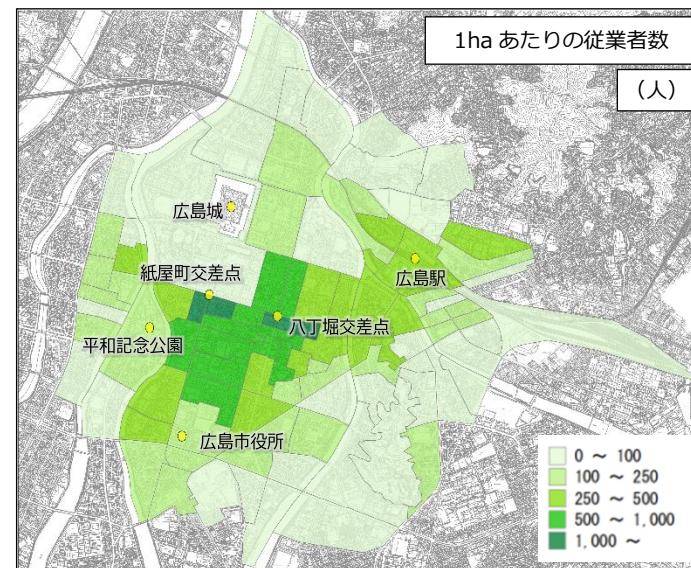 1ha あたりの従業者数
（人）
広島城
紙屋町交差点
広島駅
八丁堀交差点
平和記念公園
広島市役所
0 ～ 100
100 ～ 250
250 ～ 500
500 ～ 1,000
1,000 ～